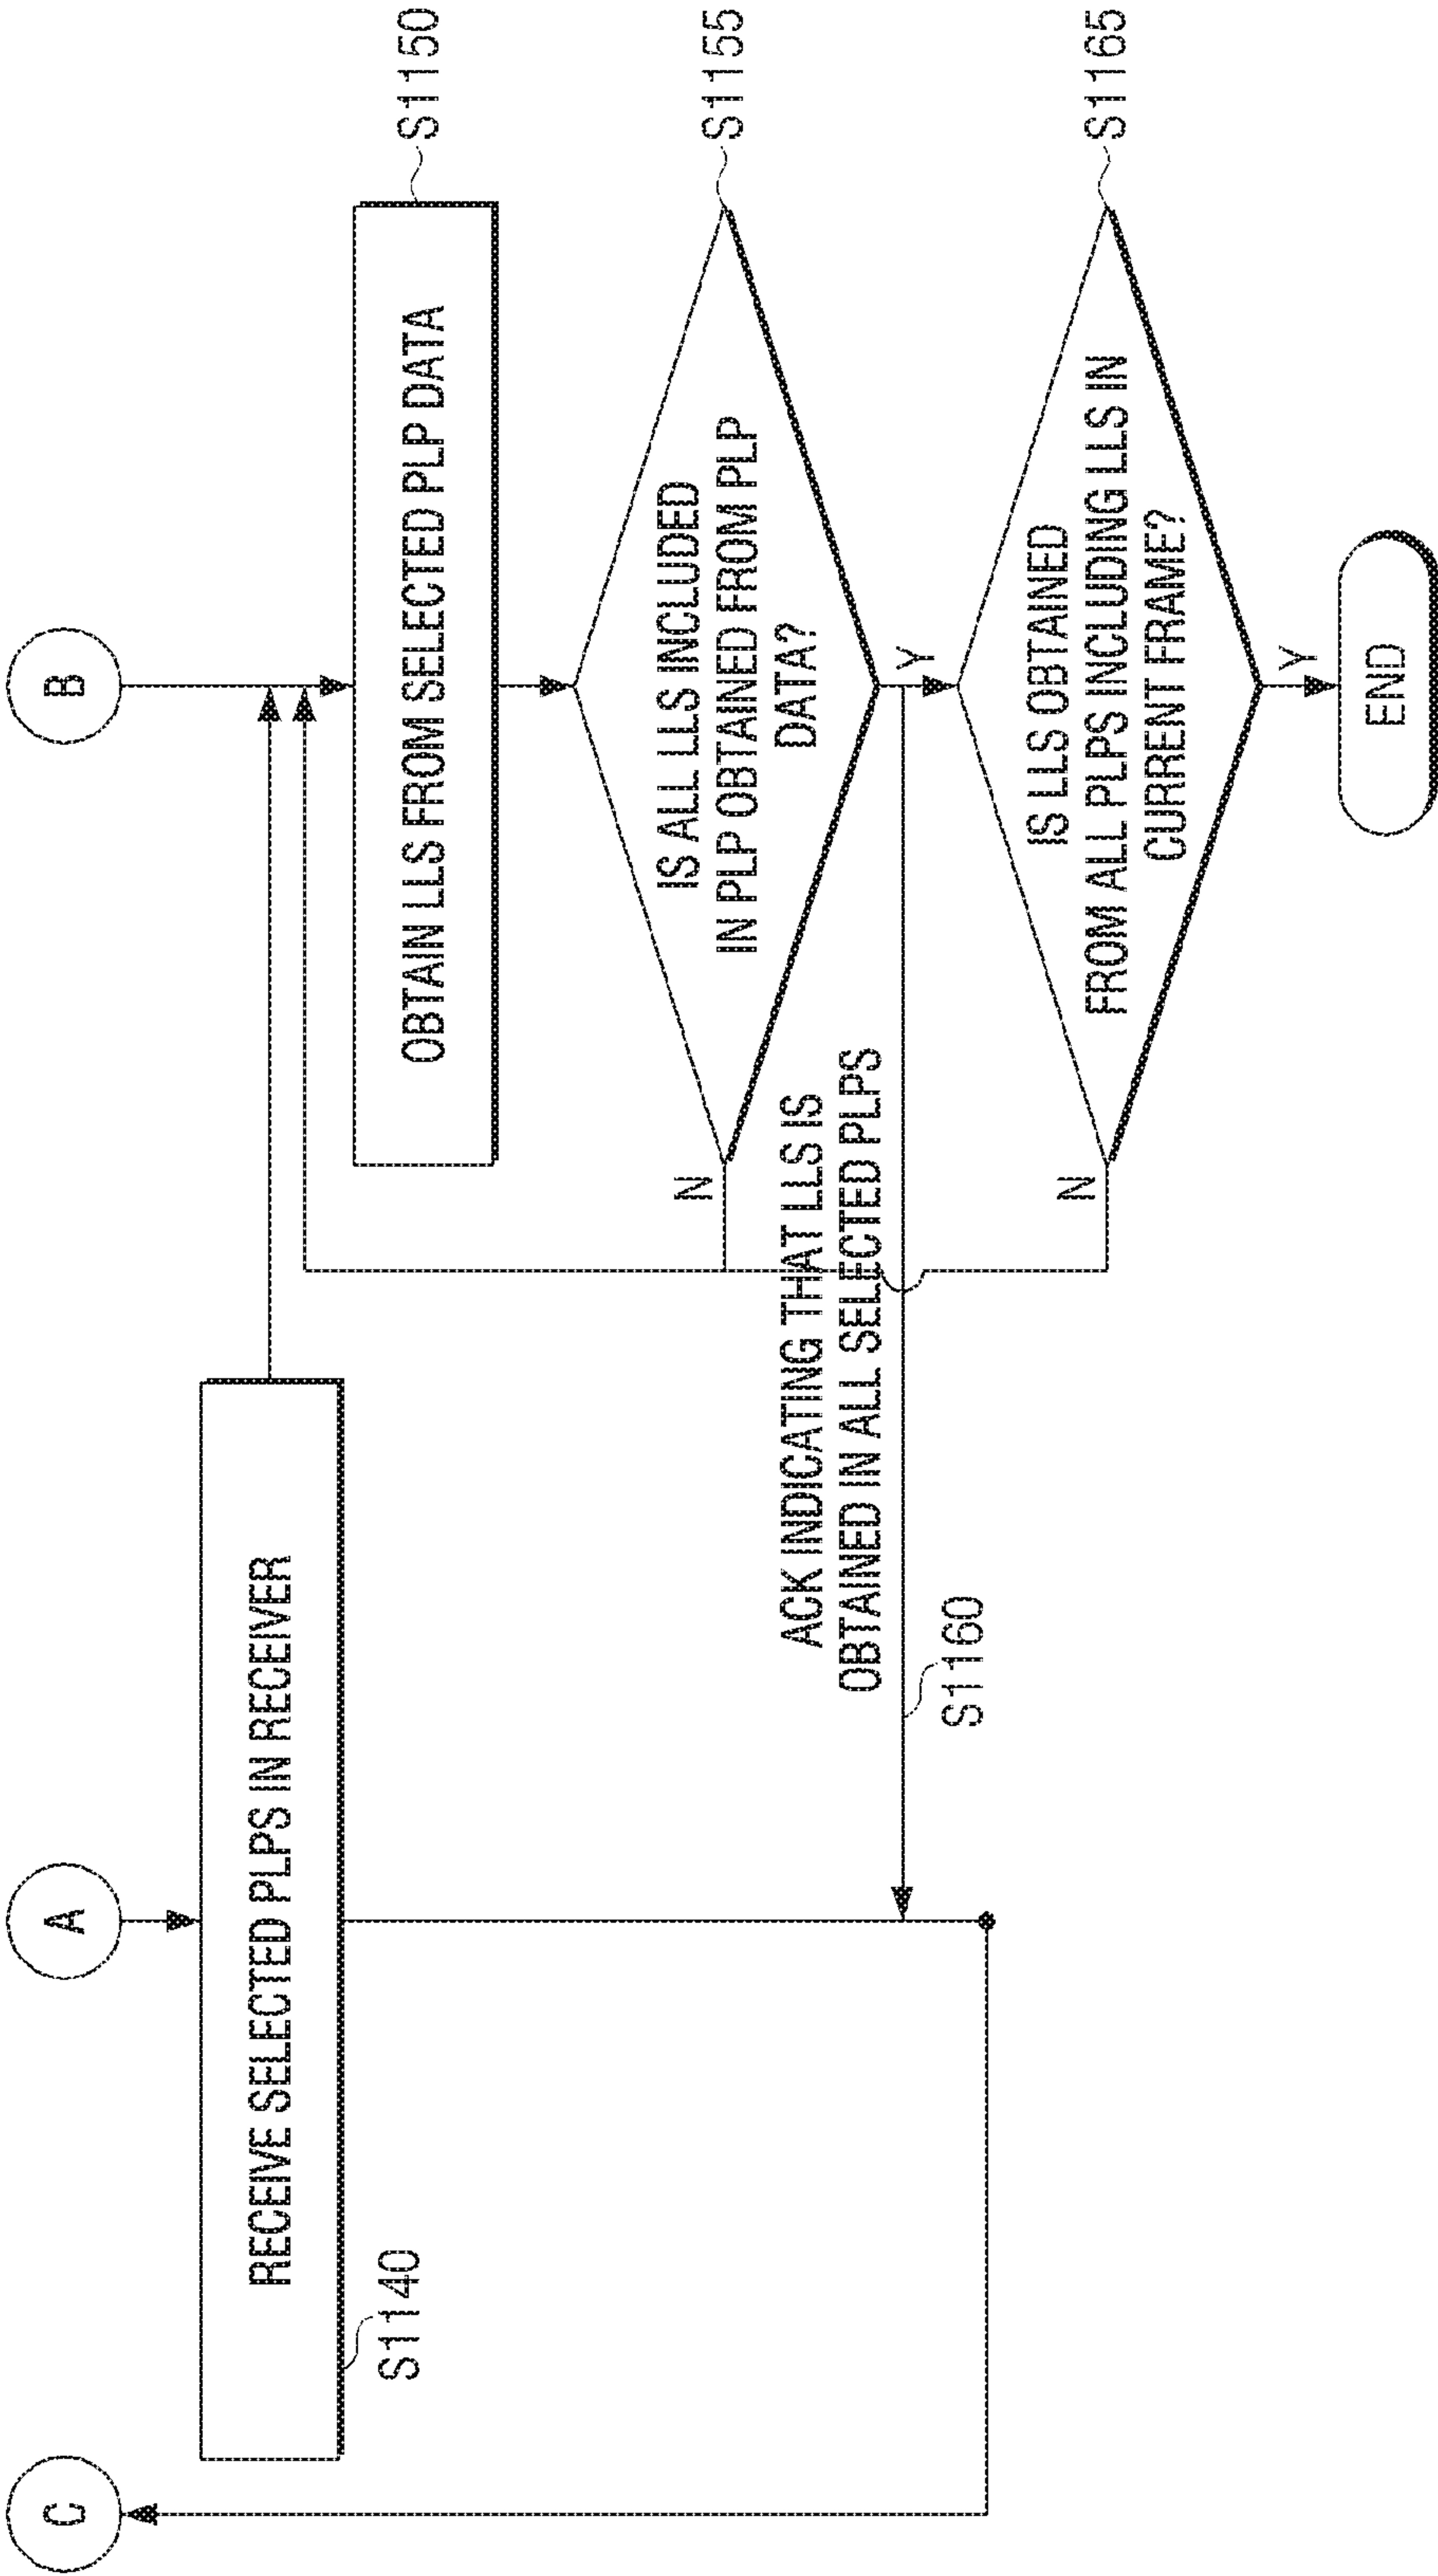 C
A
B
RECEIVE SELECTED PLPS IN RECEIVER
S1140
OBTAIN LLS FROM SELECTED PLP DATA
S1150
IS ALL LLS INCLUDED
IN PLP OBTAINED FROM PLP
DATA?
S1155
N
Y
ACK INDICATING THAT LLS IS
OBTAINED IN ALL SELECTED PLPS
S1160
IS LLS OBTAINED
FROM ALL PLPS INCLUDING LLS IN
CURRENT FRAME?
S1165
N
Y
END